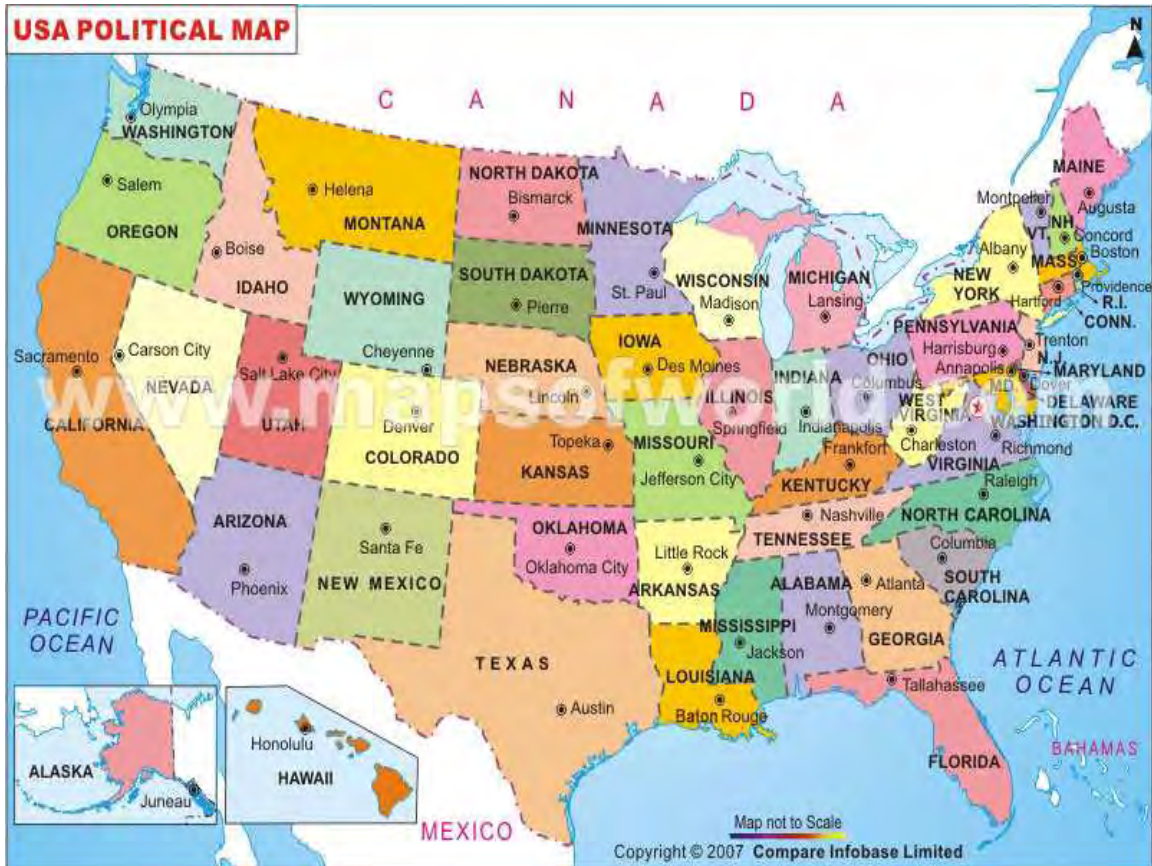 USA POLITICAL MAP
N
C A N A D A
Olympia
WASHINGTON
Salem
OREGON
Helena
MONTANA
Boise
IDAHO
NORTH DAKOTA
Bismarck
MINNESOTA
St. Paul
SOUTH DAKOTA
Pierre
WYOMING
Cheyenne
WISCONSIN
Madison
MICHIGAN
Lansing
MAINE
Augusta
Montpelier
VT.
NH.
Concord
Albany
NEW
YORK
MASS.
Boston
Providence
Hartford
R.I.
CONN.
PENNSYLVANIA
Harrisburg
Trenton
N.J.
Annapolis
MARYLAND
MD.
Dover
DELAWARE
WASHINGTON D.C.
Sacramento
CALIFORNIA
Carson City
NEVADA
Salt Lake City
UTAH
Denver
COLORADO
NEBRASKA
Lincoln
IOWA
Des Moines
ILLINOIS
Springfield
INDIANA
Indianapolis
OHIO
Columbus
WEST
VIRGINIA
Charleston
Richmond
VIRGINIA
www.mapsofworld.com
Topeka
KANSAS
MISSOURI
Jefferson City
Frankfort
KENTUCKY
Raleigh
NORTH CAROLINA
Nashville
TENNESSEE
Columbia
SOUTH
CAROLINA
ARIZONA
Phoenix
Santa Fe
NEW MEXICO
OKLAHOMA
Oklahoma City
Little Rock
ARKANSAS
ALABAMA
Montgomery
Atlanta
GEORGIA
MISSISSIPPI
Jackson
TEXAS
Austin
LOUISIANA
Baton Rouge
Tallahassee
FLORIDA
PACIFIC
OCEAN
ATLANTIC
OCEAN
BAHAMAS
ALASKA
Juneau
Honolulu
HAWAII
MEXICO
Map not to Scale
Copyright © 2007 Compare Infobase Limited